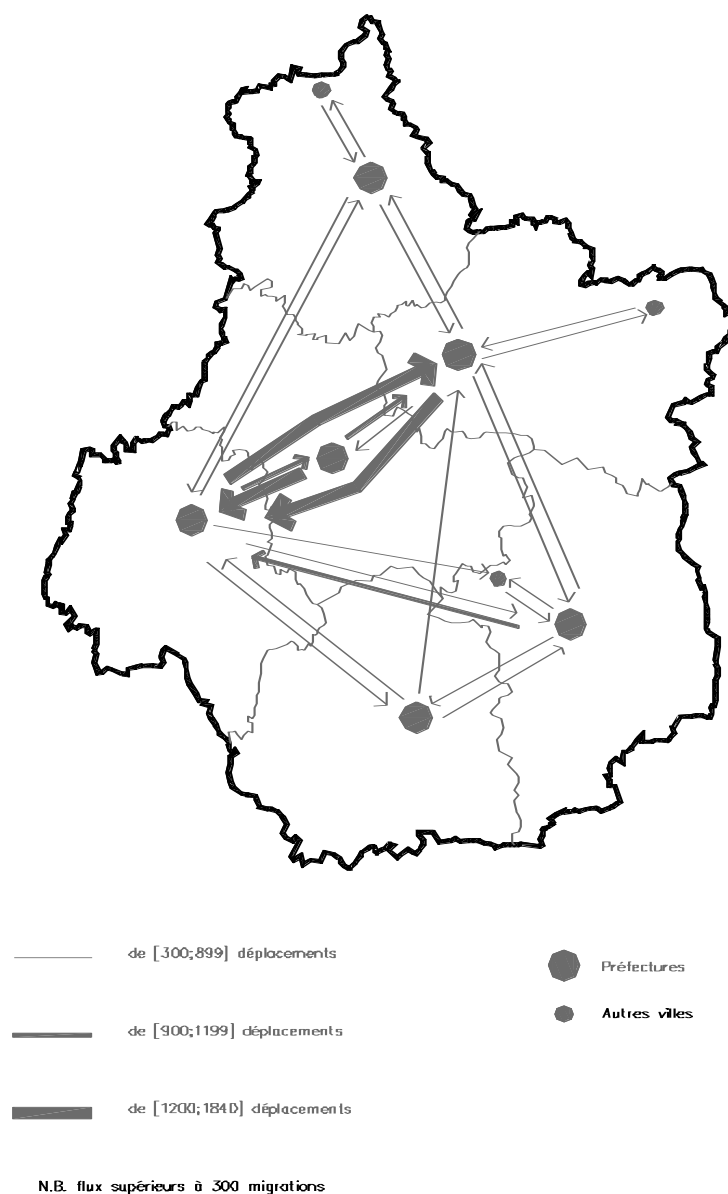 de [300;899] déplacements
Préfectures
Autres villes
de [900;1199] déplacements
de [1200;1840] déplacements
N.B. flux supérieurs à 300 migrations